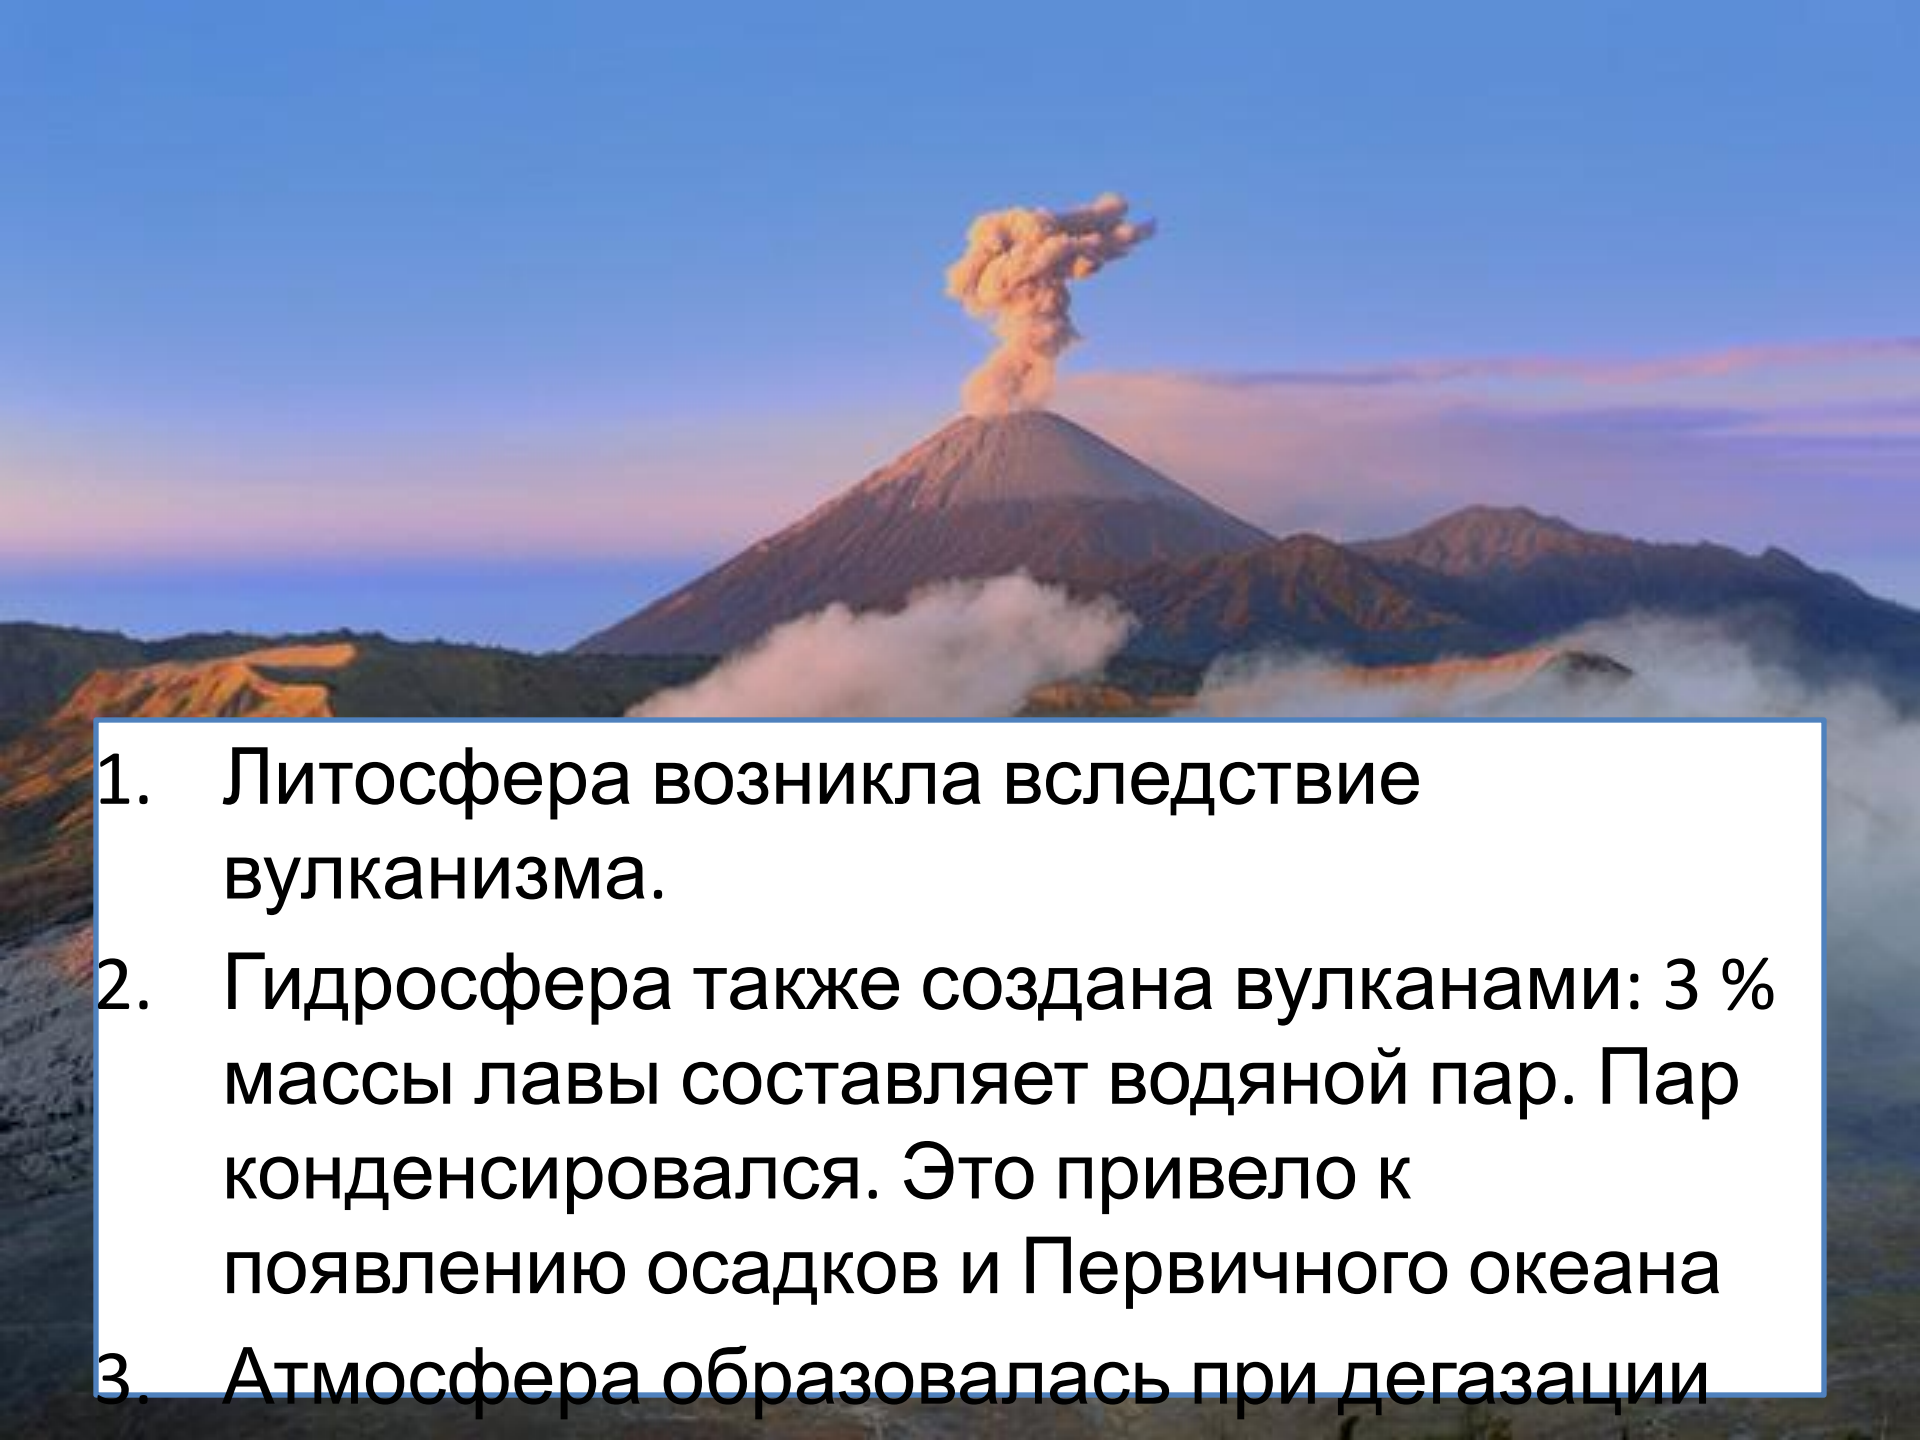 1. Литосфера возникла вследствие
вулканизма.
2. Гидросфера также создана вулканами: 3 %
массы лавы составляет водяной пар. Пар
конденсировался. Это привело к
появлению осадков и Первичного океана
3. Атмосфера образовалась при дегазации